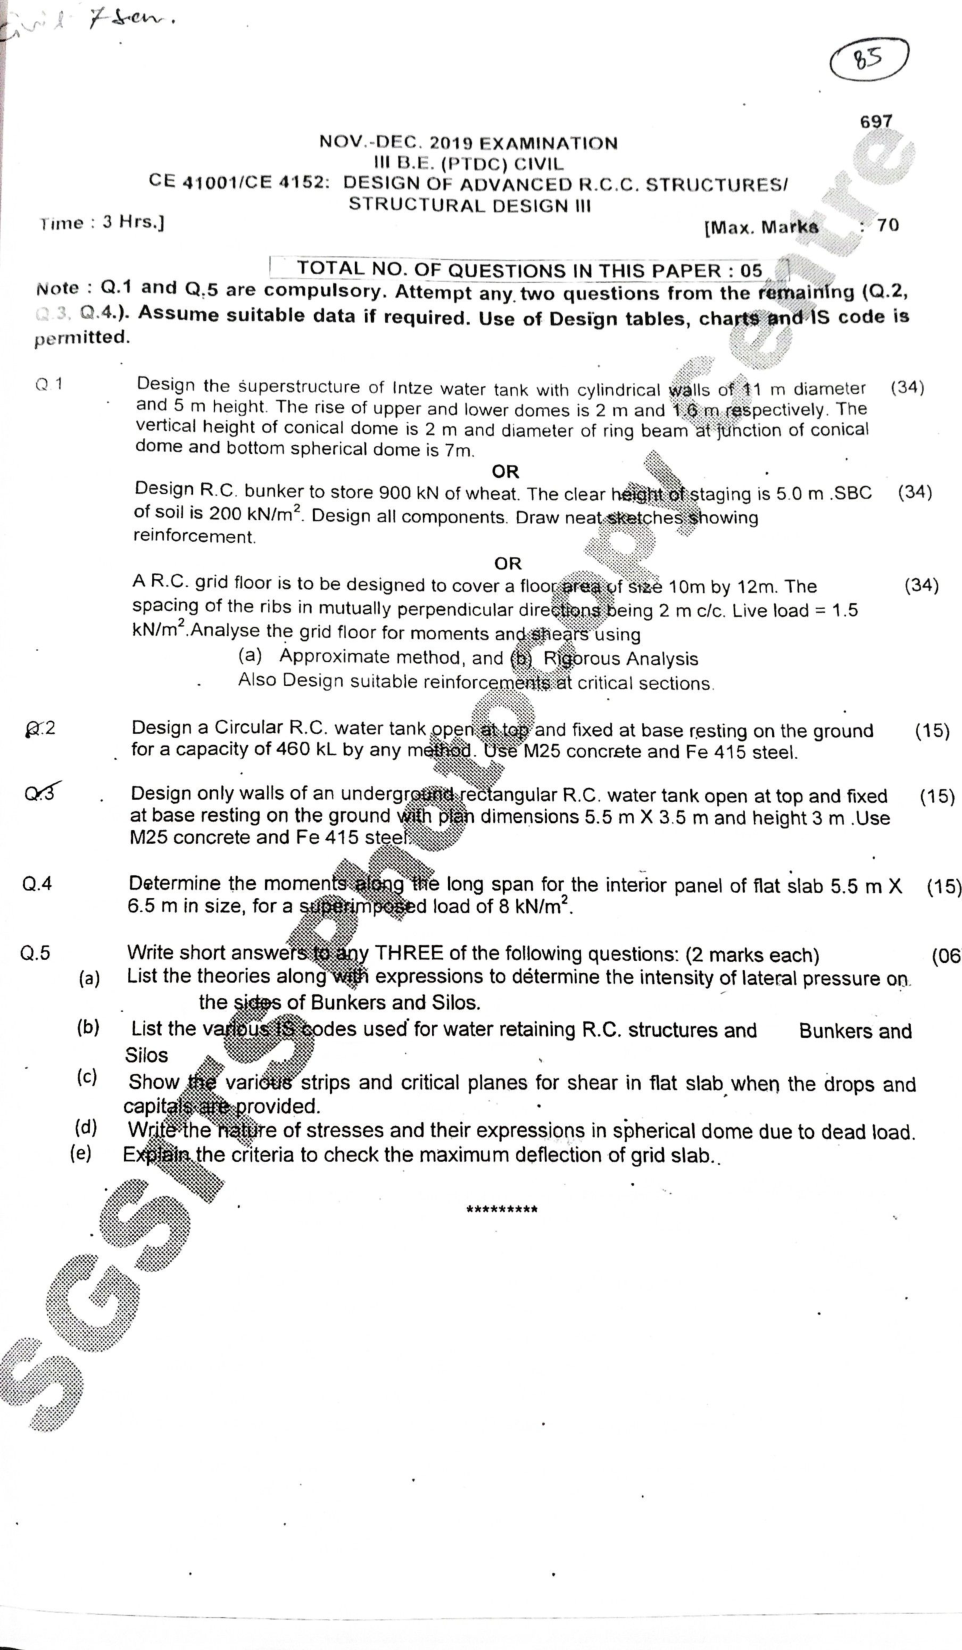 Civil 7 sem.
85
697
NOV.-DEC. 2019 EXAMINATION
III B.E. (PTDC) CIVIL
CE 41001/CE 4152: DESIGN OF ADVANCED R.C.C. STRUCTURES/
STRUCTURAL DESIGN III
Time : 3 Hrs.] [Max. Marks : 70
TOTAL NO. OF QUESTIONS IN THIS PAPER : 05
Note : Q.1 and Q.5 are compulsory. Attempt any two questions from the remaining (Q.2,
Q.3, Q.4.). Assume suitable data if required. Use of Design tables, charts and IS code is
permitted.
Q 1 Design the superstructure of Intze water tank with cylindrical walls of 11 m diameter (34)
and 5 m height. The rise of upper and lower domes is 2 m and 1.6 m respectively. The
vertical height of conical dome is 2 m and diameter of ring beam at junction of conical
dome and bottom spherical dome is 7m.
OR
Design R.C. bunker to store 900 kN of wheat. The clear height of staging is 5.0 m .SBC (34)
of soil is 200 kN/m². Design all components. Draw neat sketches showing
reinforcement.
OR
A R.C. grid floor is to be designed to cover a floor area of size 10m by 12m. The (34)
spacing of the ribs in mutually perpendicular directions being 2 m c/c. Live load = 1.5
kN/m².Analyse the grid floor for moments and shears using
(a) Approximate method, and (b) Rigorous Analysis
Also Design suitable reinforcements at critical sections.
Q.2 Design a Circular R.C. water tank open at top and fixed at base resting on the ground (15)
for a capacity of 460 kL by any method. Use M25 concrete and Fe 415 steel.
Q.3 Design only walls of an underground rectangular R.C. water tank open at top and fixed (15)
at base resting on the ground with plan dimensions 5.5 m X 3.5 m and height 3 m .Use
M25 concrete and Fe 415 steel.
Q.4 Determine the moments along the long span for the interior panel of flat slab 5.5 m X (15)
6.5 m in size, for a superimposed load of 8 kN/m².
Q.5 Write short answers to any THREE of the following questions: (2 marks each) (06
(a) List the theories along with expressions to determine the intensity of lateral pressure on
the sides of Bunkers and Silos.
(b) List the various IS codes used for water retaining R.C. structures and Bunkers and
Silos
(c) Show the various strips and critical planes for shear in flat slab when the drops and
capitals are provided.
(d) Write the nature of stresses and their expressions in spherical dome due to dead load.
(e) Explain the criteria to check the maximum deflection of grid slab..
*********
SGSITS Photocopy Centre